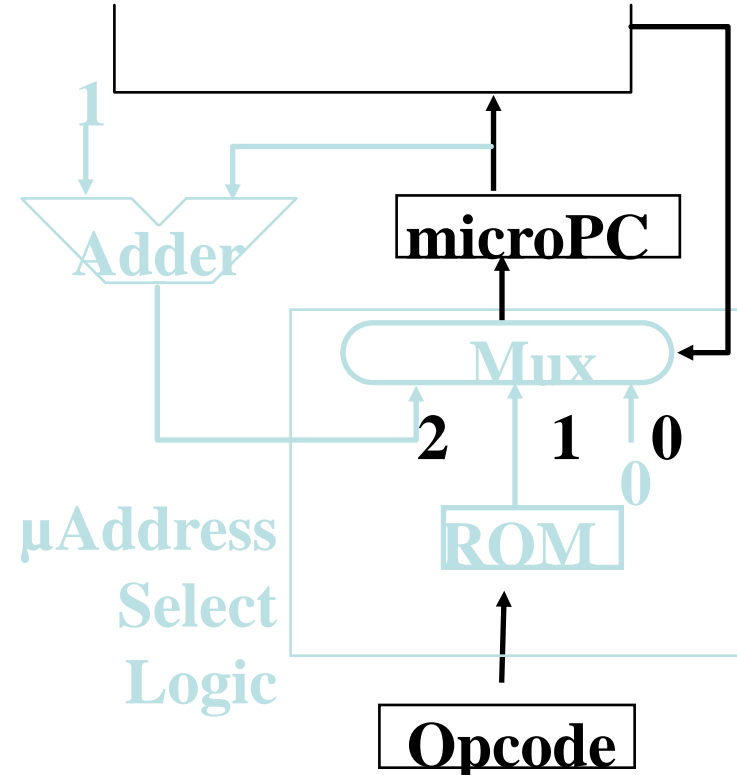 1
Adder
microPC
Mux
2 1 0
0
µAddress
Select
Logic
ROM
Opcode